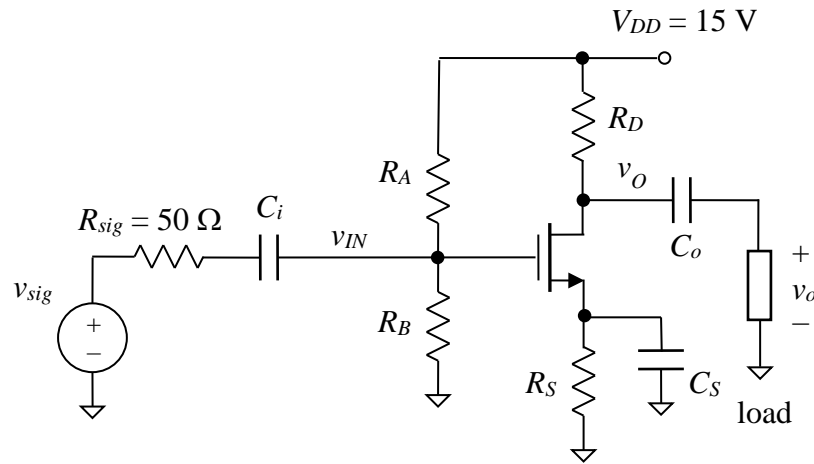 V_DD = 15 V
R_D
R_A
v_O
R_sig = 50 Ω
C_i
v_IN
C_o
v_sig
+
−
R_B
+
v_o
−
R_S
C_S
load